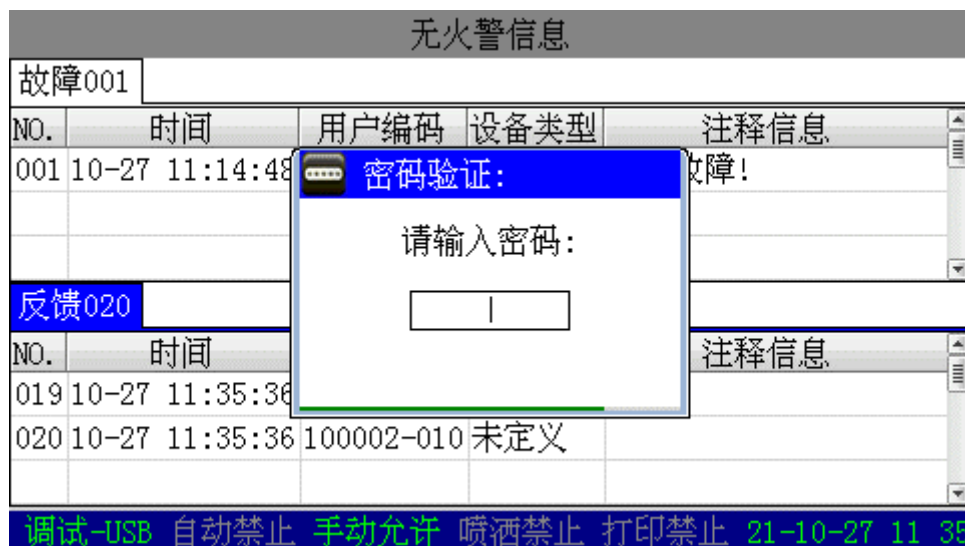 无火警信息
故障001
NO. 时间 用户编码 设备类型 注释信息
001 10-27 11:14:48 障!
密码验证:
请输入密码:
反馈020
NO. 时间 注释信息
019 10-27 11:35:36
020 10-27 11:35:36 100002-010 未定义
调试-USB 自动禁止 手动允许 喷洒禁止 打印禁止 21-10-27 11 35